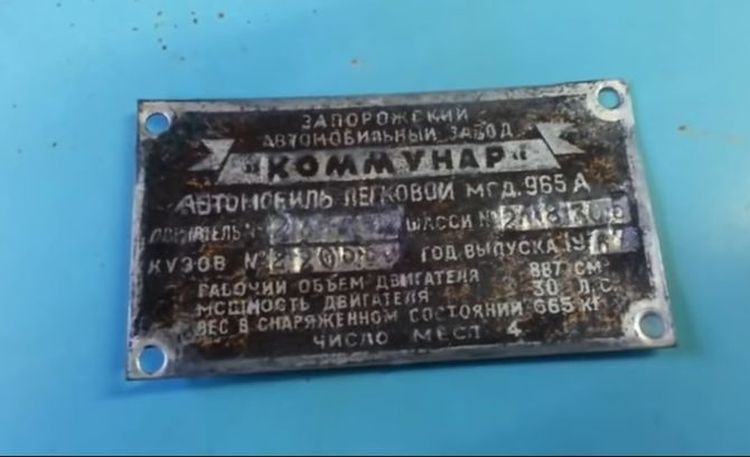 ЗАПОРОЖСКИЙ
АВТОМОБИЛЬНЫЙ ЗАВОД
"КОММУНАР"
АВТОМОБИЛЬ ЛЕГКОВОЙ МОД. 965 А
ДВИГАТЕЛЬ № ШАССИ №
КУЗОВ № ГОД ВЫПУСКА 19
РАБОЧИЙ ОБЪЕМ ДВИГАТЕЛЯ 887 СМ³
МОЩНОСТЬ ДВИГАТЕЛЯ 30 Л.С.
ВЕС В СНАРЯЖЕННОМ СОСТОЯНИИ 665 КГ
ЧИСЛО МЕСТ 4